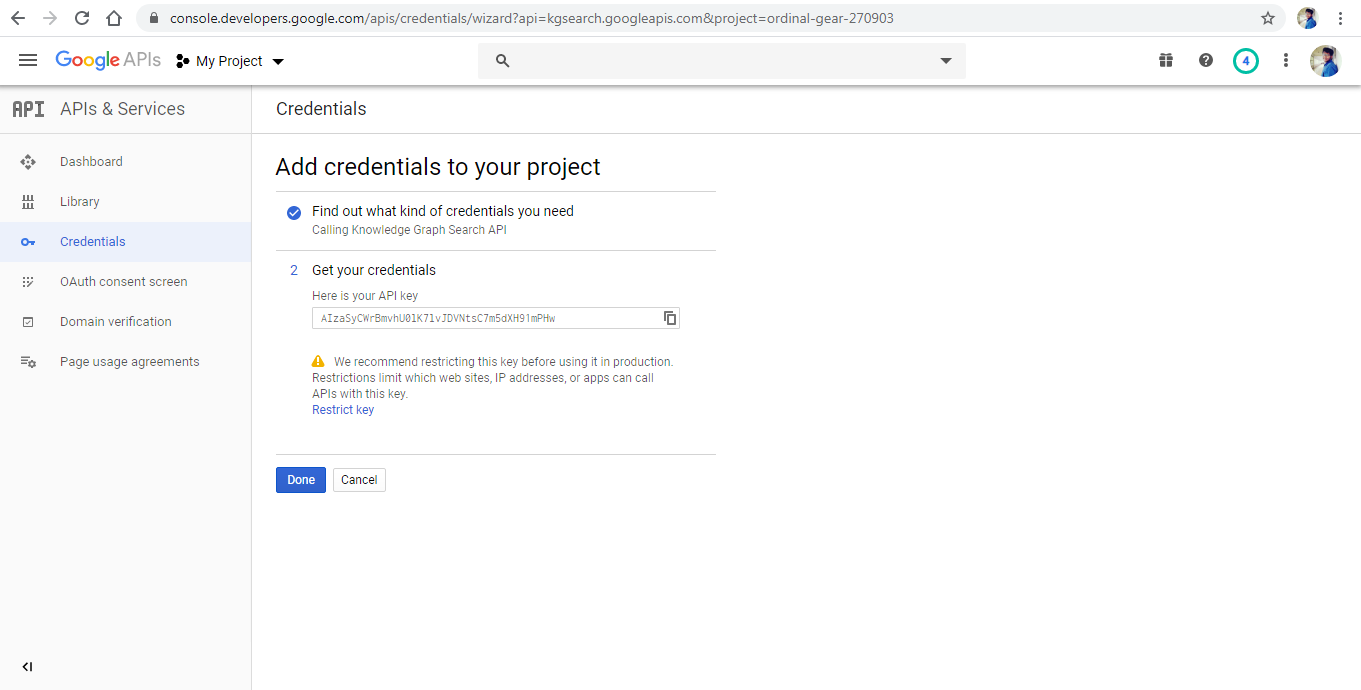 console.developers.google.com/apis/credentials/wizard?api=kgsearch.googleapis.com&project=ordinal-gear-270903
Google APIs
My Project
4
API
APIs & Services
Credentials
Dashboard
Library
Credentials
OAuth consent screen
Domain verification
Page usage agreements
Add credentials to your project
Find out what kind of credentials you need
Calling Knowledge Graph Search API
2 Get your credentials
Here is your API key
We recommend restricting this key before using it in production.
Restrictions limit which web sites, IP addresses, or apps can call
APIs with this key.
Restrict key
Done
Cancel